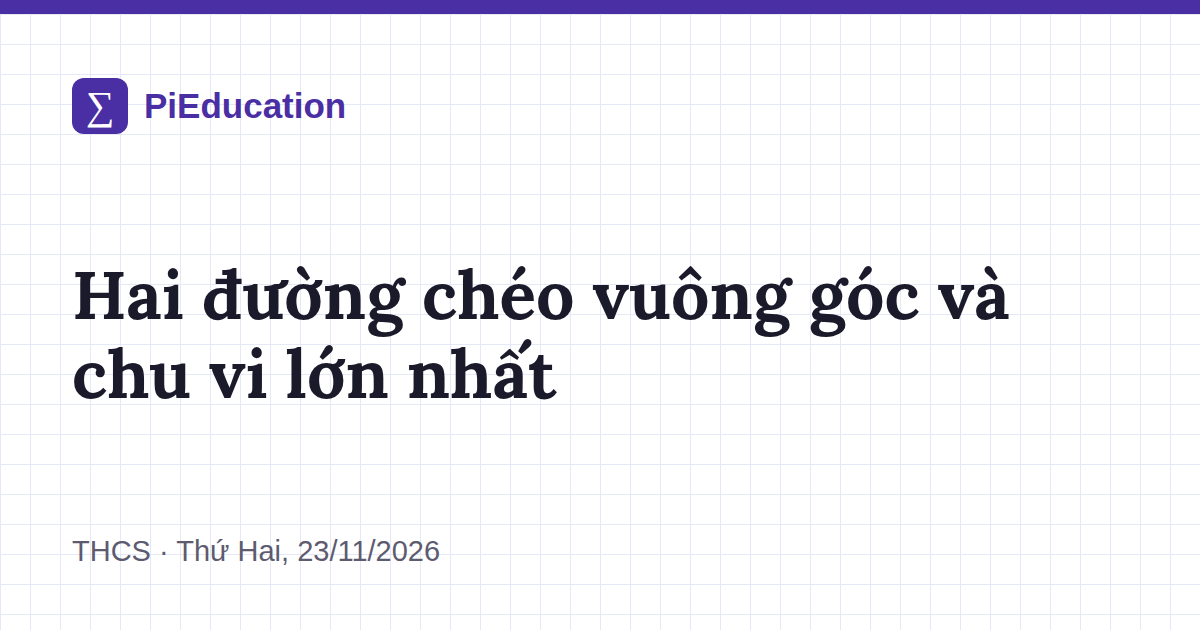 ∑ PiEducation
Hai đường chéo vuông góc và
chu vi lớn nhất
THCS · Thứ Hai, 23/11/2026